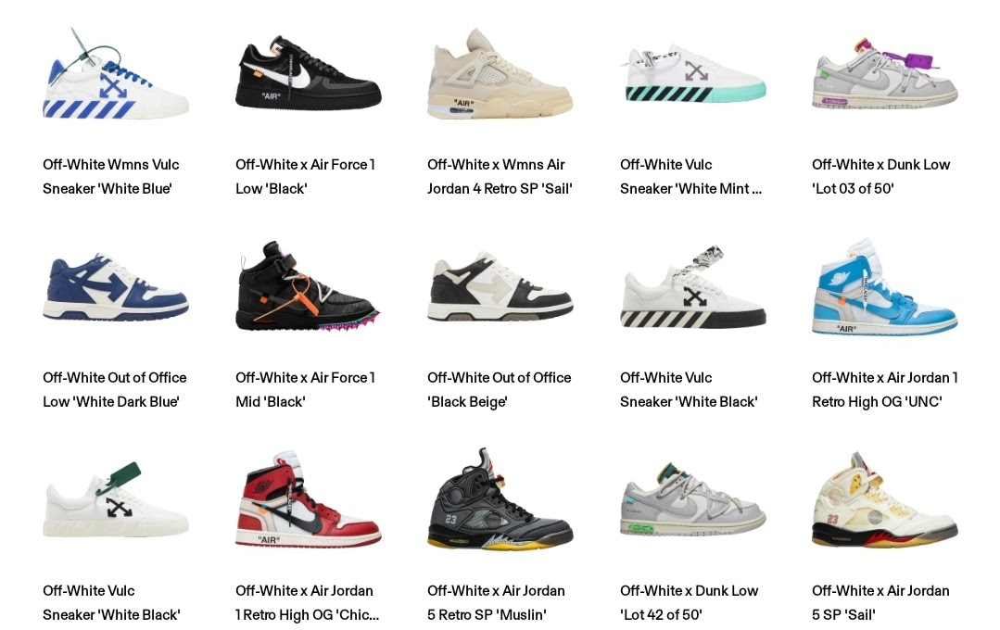 Off-White Wmns Vulc
Sneaker 'White Blue'
Off-White x Air Force 1
Low 'Black'
Off-White x Wmns Air
Jordan 4 Retro SP 'Sail'
Off-White Vulc
Sneaker 'White Mint ...
Off-White x Dunk Low
'Lot 03 of 50'
"AIR"
"AIR"
Off-White Out of Office
Low 'White Dark Blue'
Off-White x Air Force 1
Mid 'Black'
Off-White Out of Office
'Black Beige'
Off-White Vulc
Sneaker 'White Black'
Off-White x Air Jordan 1
Retro High OG 'UNC'
"AIR"
Off-White Vulc
Sneaker 'White Black'
Off-White x Air Jordan
1 Retro High OG 'Chic...
Off-White x Air Jordan
5 Retro SP 'Muslin'
Off-White x Dunk Low
'Lot 42 of 50'
Off-White x Air Jordan
5 SP 'Sail'
"AIR"
23
23